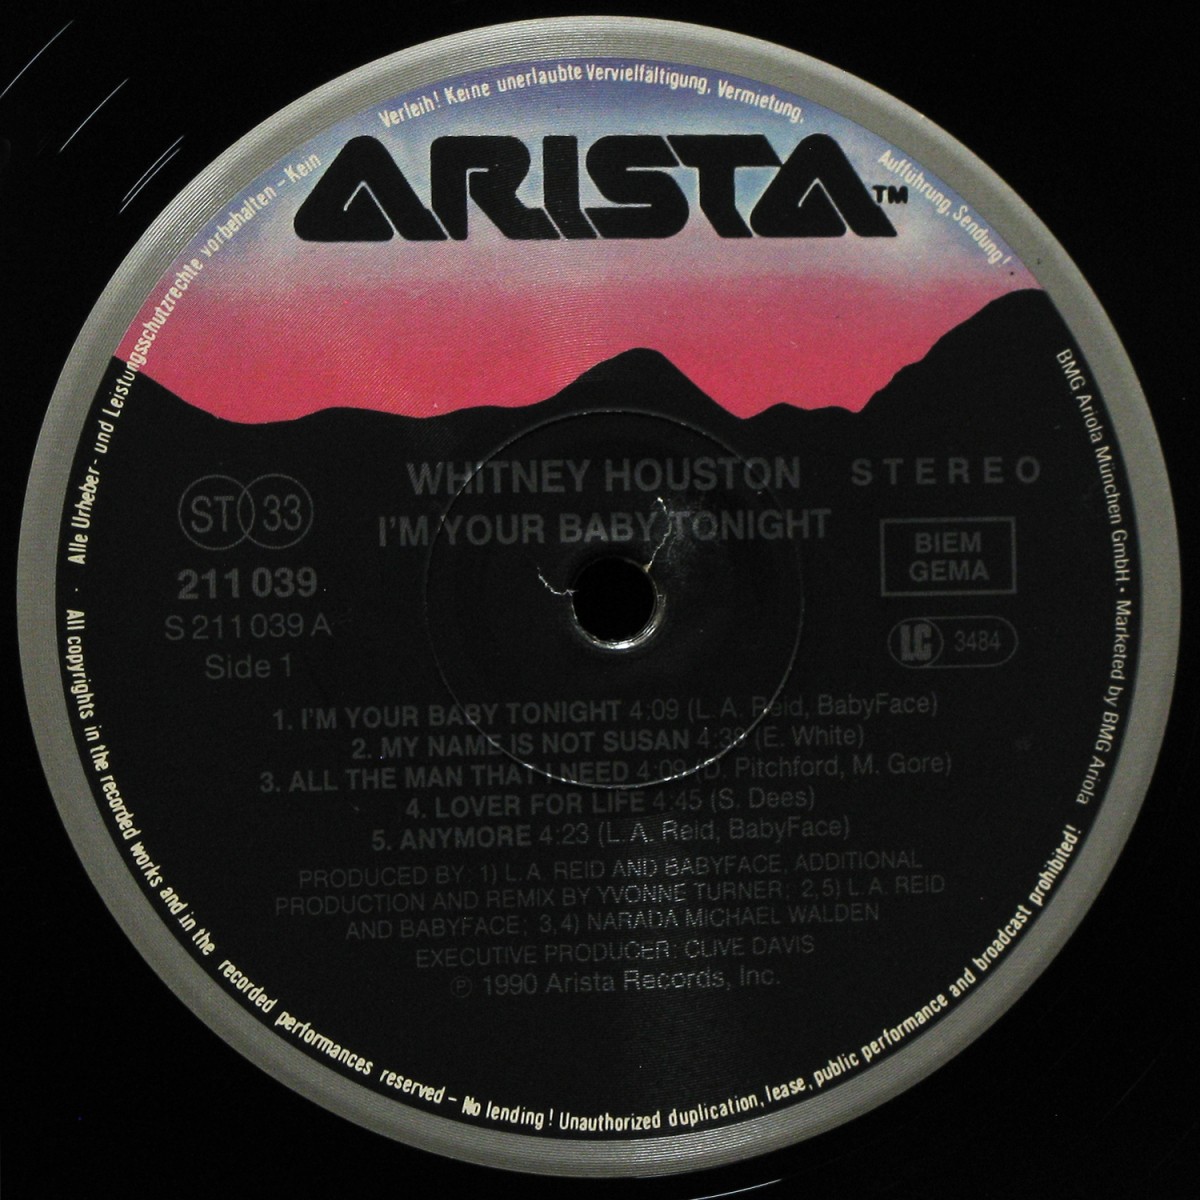 Alle Urheber- und Leistungsschutzrechte vorbehalten – Kein Verleih! Keine unerlaubte Vervielfältigung, Vermietung, Aufführung, Sendung!
ARISTA™
WHITNEY HOUSTON
I'M YOUR BABY TONIGHT
STEREO
ST 33
211 039
S 211 039 A
Side 1
BIEM
GEMA
LC 3484
1. I'M YOUR BABY TONIGHT 4:09 (L. A. Reid, BabyFace)
2. MY NAME IS NOT SUSAN 4:39 (E. White)
3. ALL THE MAN THAT I NEED 4:09 (D. Pitchford, M. Gore)
4. LOVER FOR LIFE 4:45 (S. Dees)
5. ANYMORE 4:23 (L. A. Reid, BabyFace)
PRODUCED BY: 1) L.A. REID AND BABYFACE, ADDITIONAL
PRODUCTION AND REMIX BY YVONNE TURNER; 2,5) L.A. REID
AND BABYFACE; 3,4) NARADA MICHAEL WALDEN
EXECUTIVE PRODUCER: CLIVE DAVIS
Ⓟ 1990 Arista Records, Inc.
BMG Ariola München GmbH · Marketed by BMG Ariola
· All copyrights in the recorded works and in the recorded performances reserved – No lending! Unauthorized duplication, lease, public performance and broadcast prohibited!